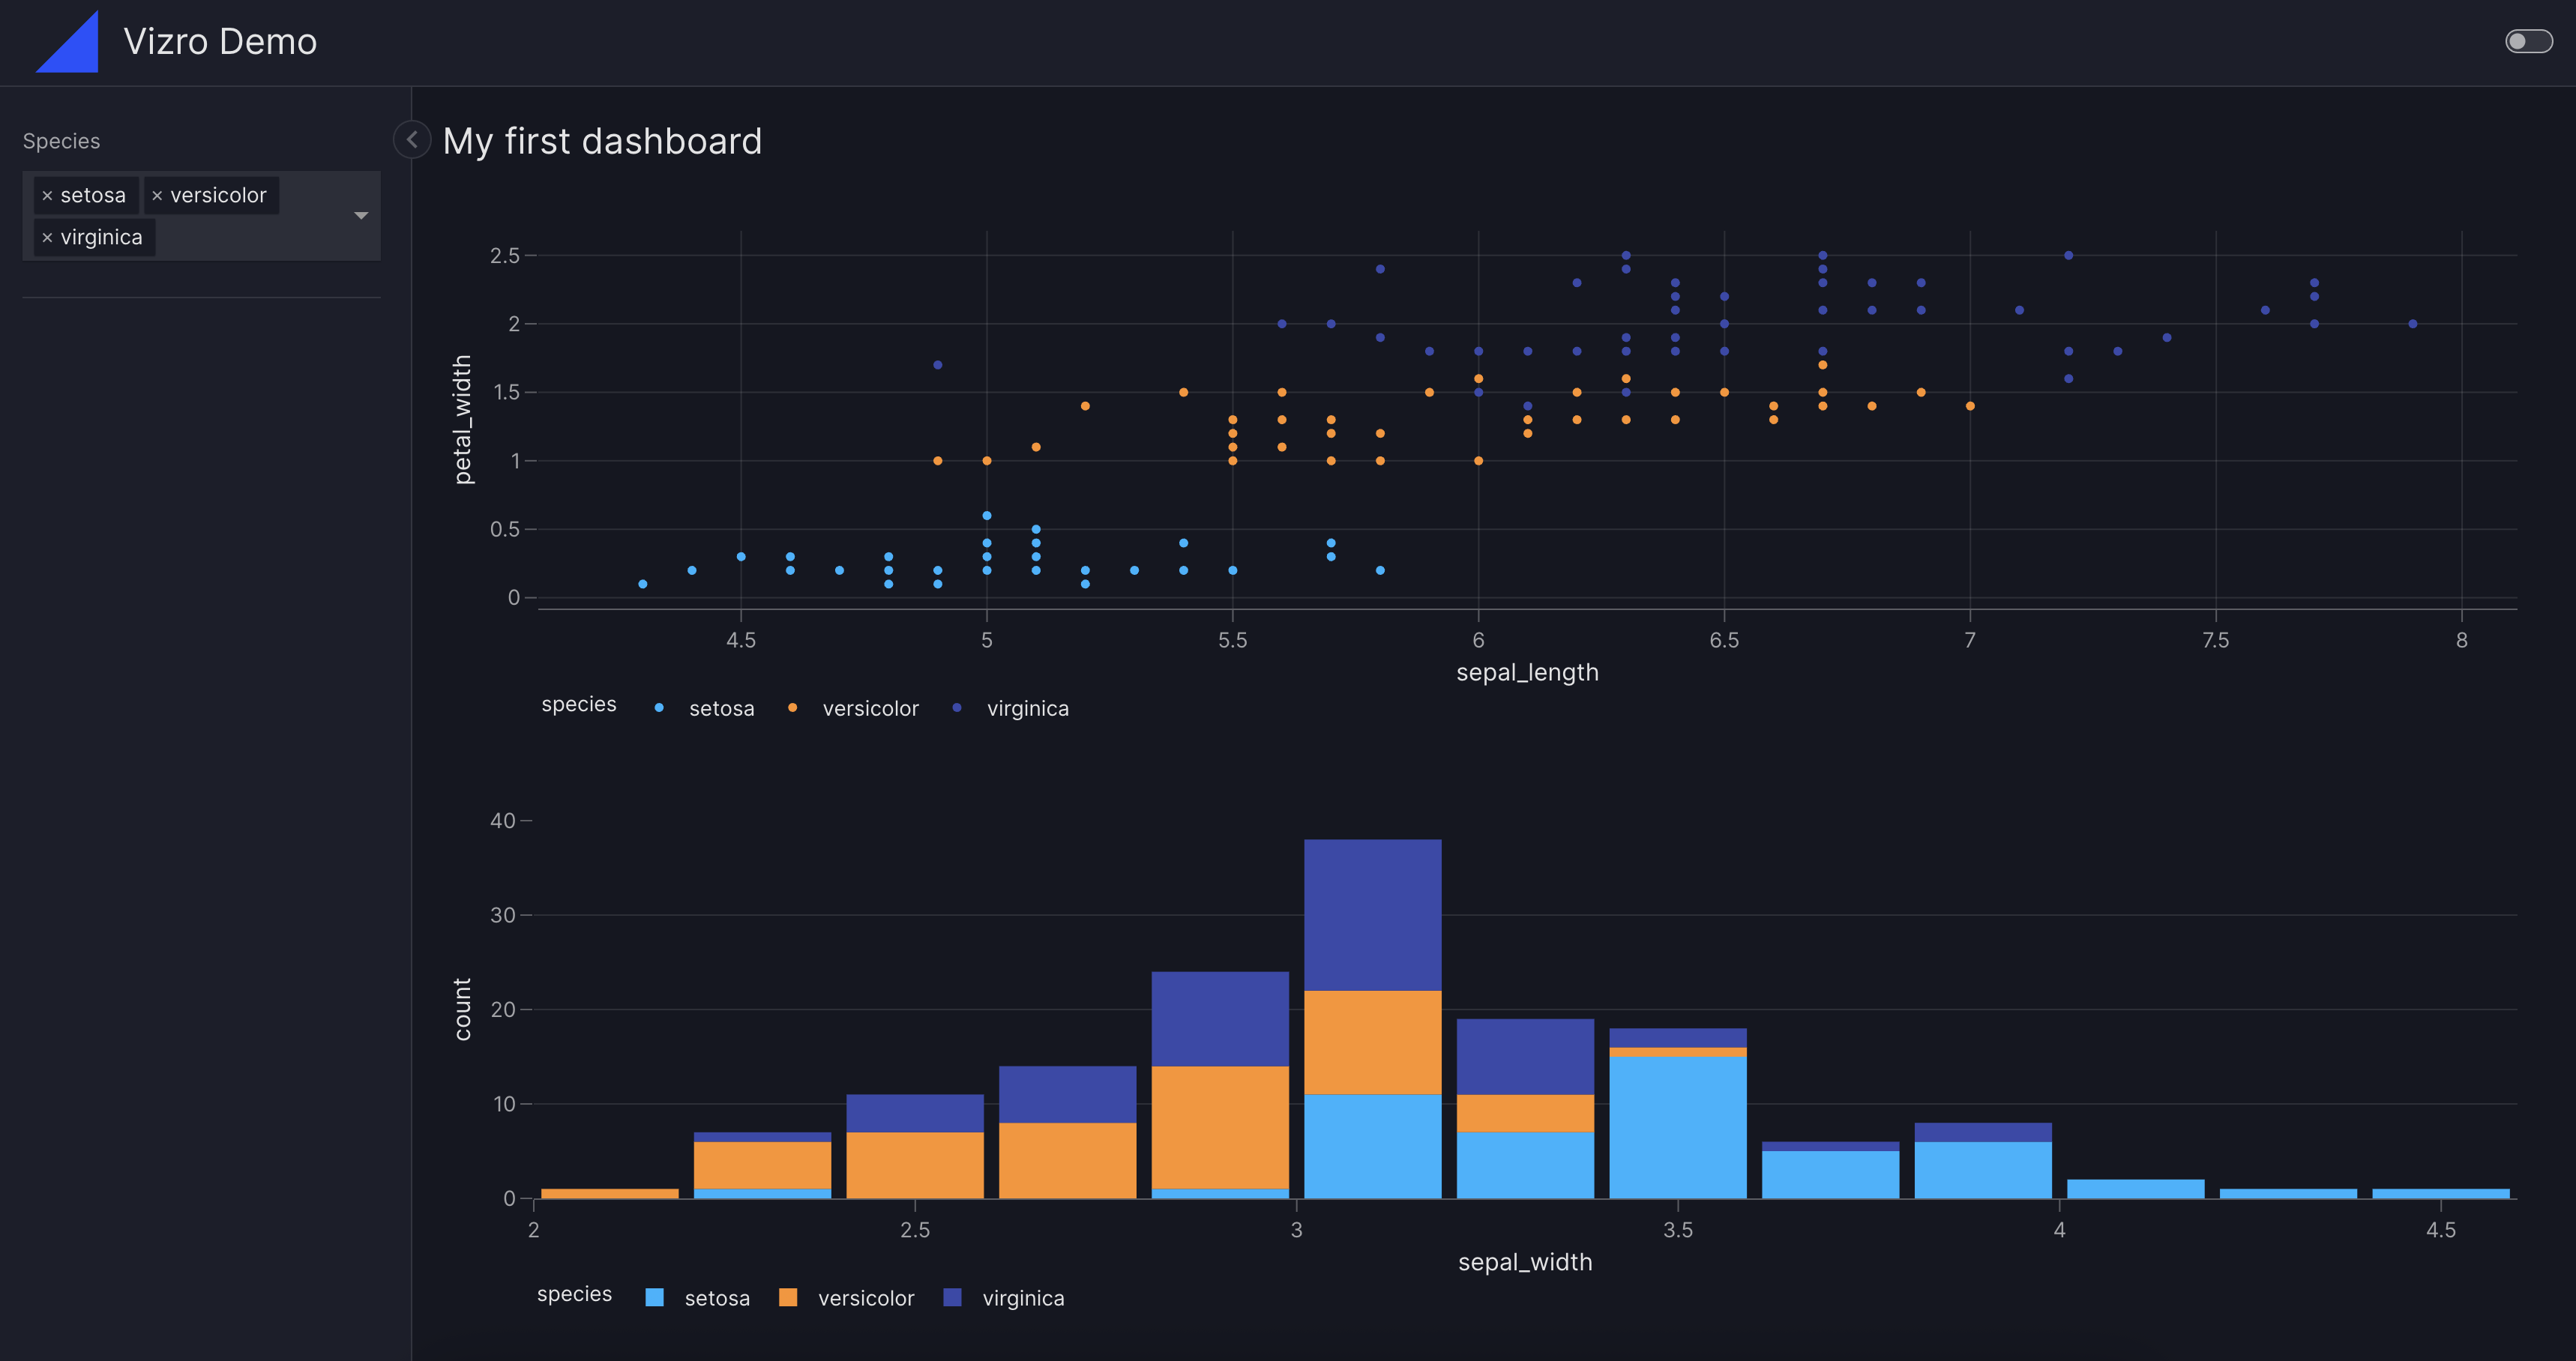 Vizro Demo
Species
× setosa × versicolor
× virginica
My first dashboard
2.5
2
1.5
1
0.5
0
petal_width
4.5 5 5.5 6 6.5 7 7.5 8
sepal_length
species setosa versicolor virginica
40
30
20
10
0
count
2 2.5 3 3.5 4 4.5
sepal_width
species setosa versicolor virginica